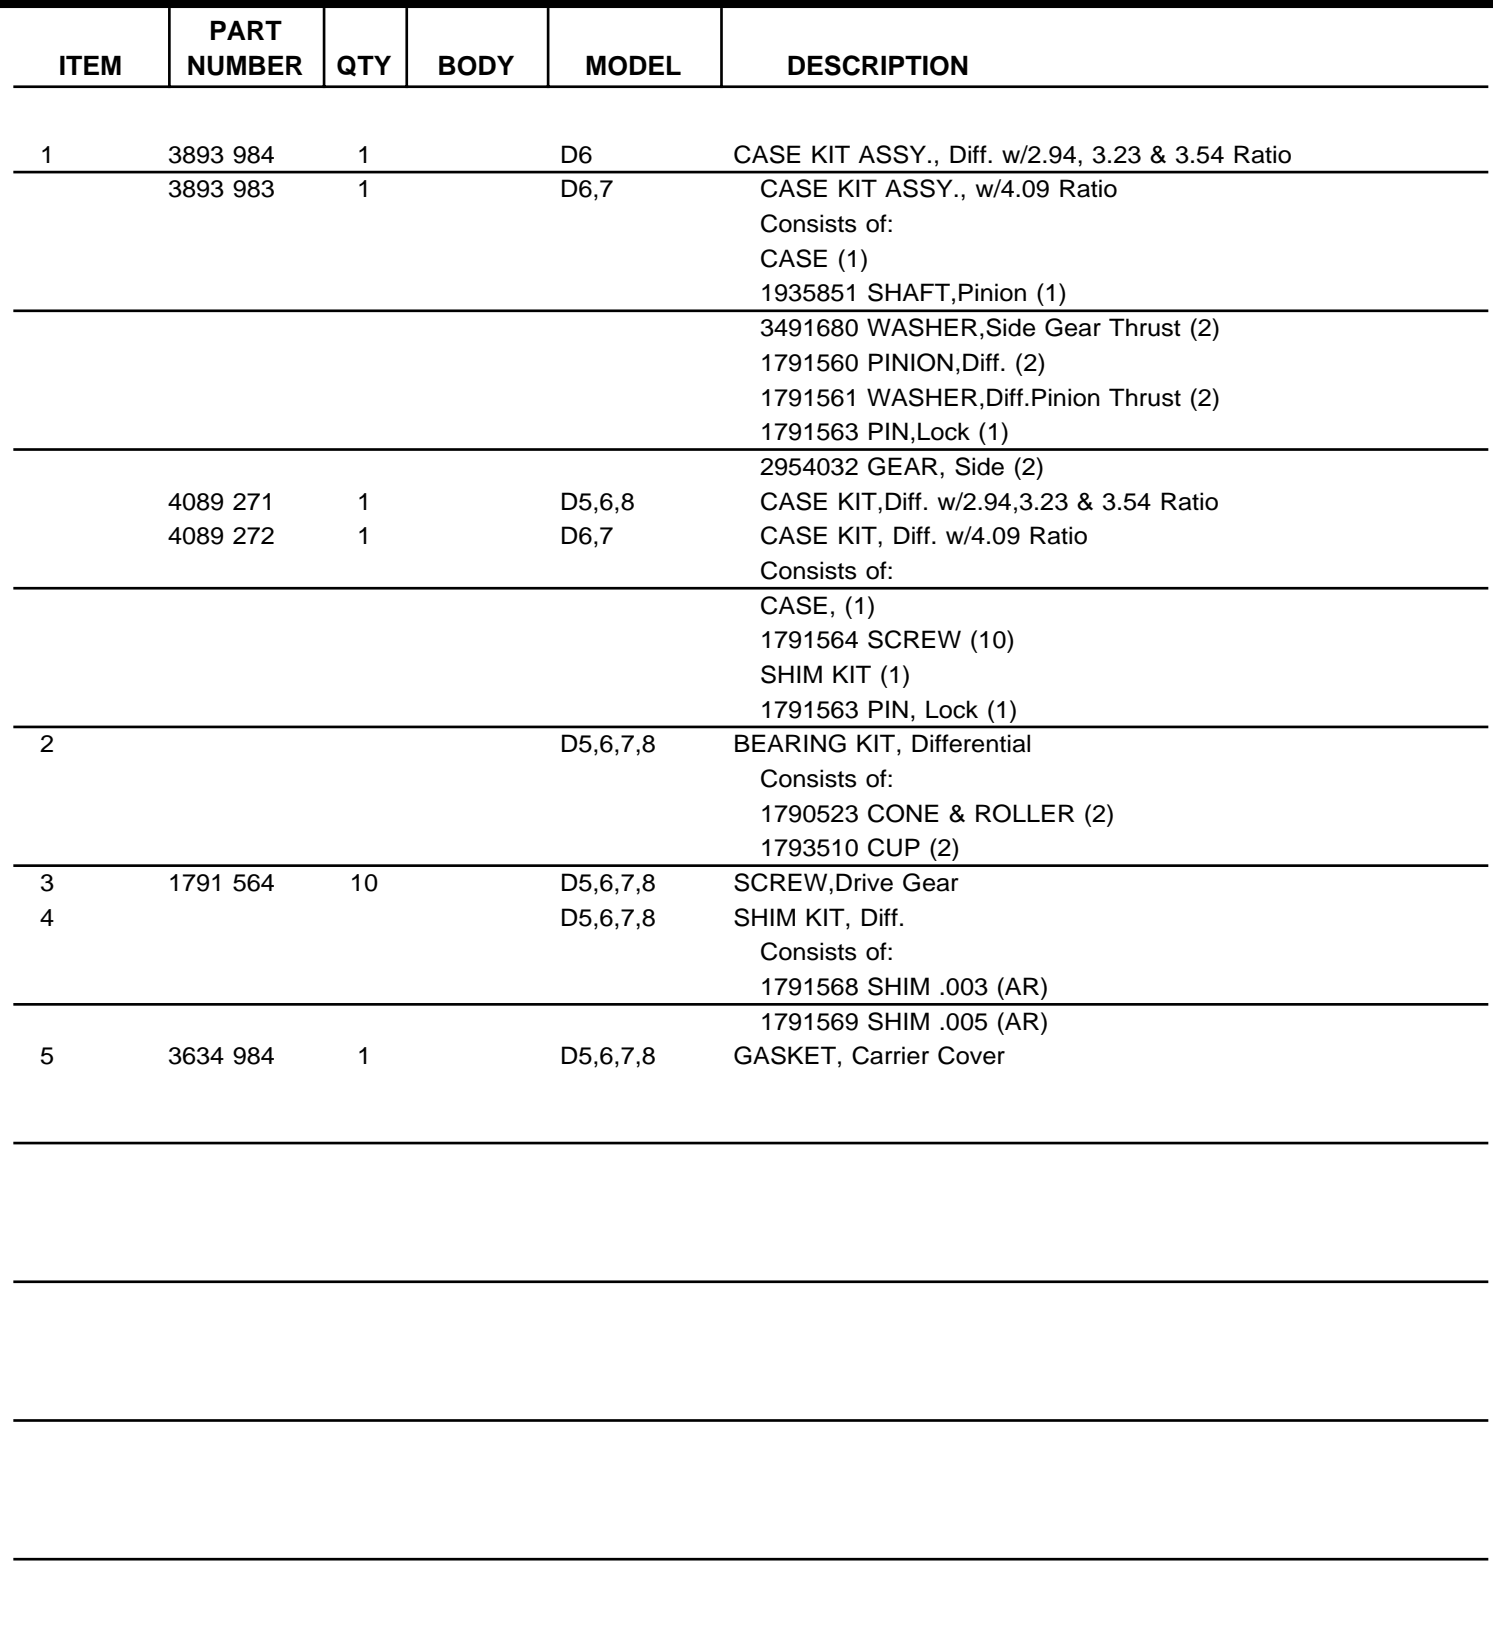 PART
ITEM NUMBER QTY BODY MODEL DESCRIPTION
1 3893 984 1 D6 CASE KIT ASSY., Diff. w/2.94, 3.23 & 3.54 Ratio
3893 983 1 D6,7 CASE KIT ASSY., w/4.09 Ratio
Consists of:
CASE (1)
1935851 SHAFT,Pinion (1)
3491680 WASHER,Side Gear Thrust (2)
1791560 PINION,Diff. (2)
1791561 WASHER,Diff.Pinion Thrust (2)
1791563 PIN,Lock (1)
2954032 GEAR, Side (2)
4089 271 1 D5,6,8 CASE KIT,Diff. w/2.94,3.23 & 3.54 Ratio
4089 272 1 D6,7 CASE KIT, Diff. w/4.09 Ratio
Consists of:
CASE, (1)
1791564 SCREW (10)
SHIM KIT (1)
1791563 PIN, Lock (1)
2 D5,6,7,8 BEARING KIT, Differential
Consists of:
1790523 CONE & ROLLER (2)
1793510 CUP (2)
3 1791 564 10 D5,6,7,8 SCREW,Drive Gear
4 D5,6,7,8 SHIM KIT, Diff.
Consists of:
1791568 SHIM .003 (AR)
1791569 SHIM .005 (AR)
5 3634 984 1 D5,6,7,8 GASKET, Carrier Cover